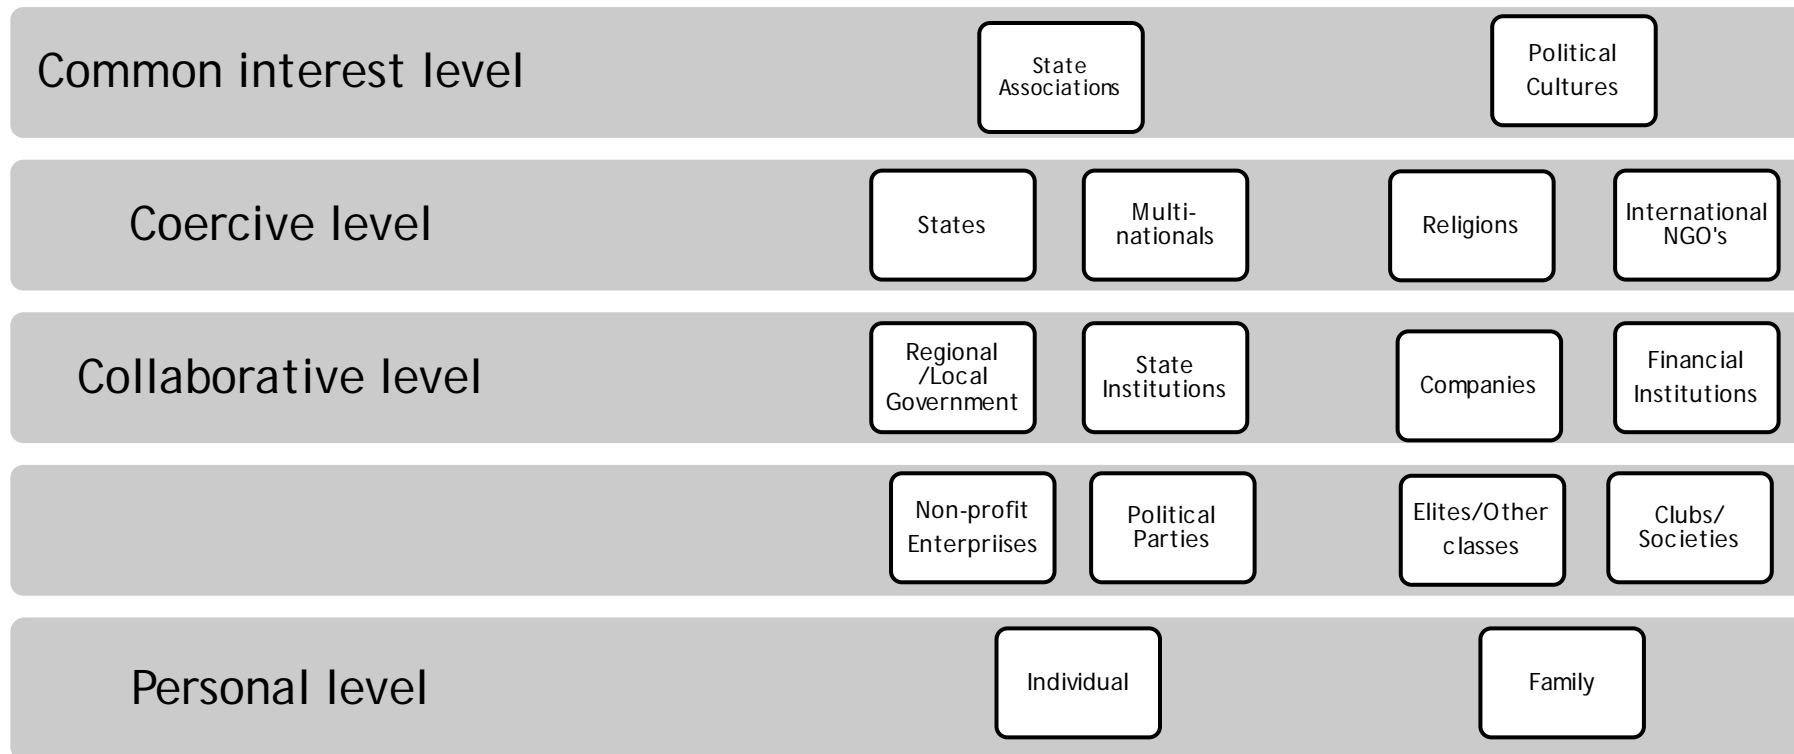 Common interest level
State
Associations
Political
Cultures
Coercive level
States
Multi-
nationals
Religions
International
NGO's
Collaborative level
Regional
/Local
Government
State
Institutions
Companies
Financial
Institutions
Non-profit
Enterpriises
Political
Parties
Elites/Other
classes
Clubs/
Societies
Personal level
Individual
Family